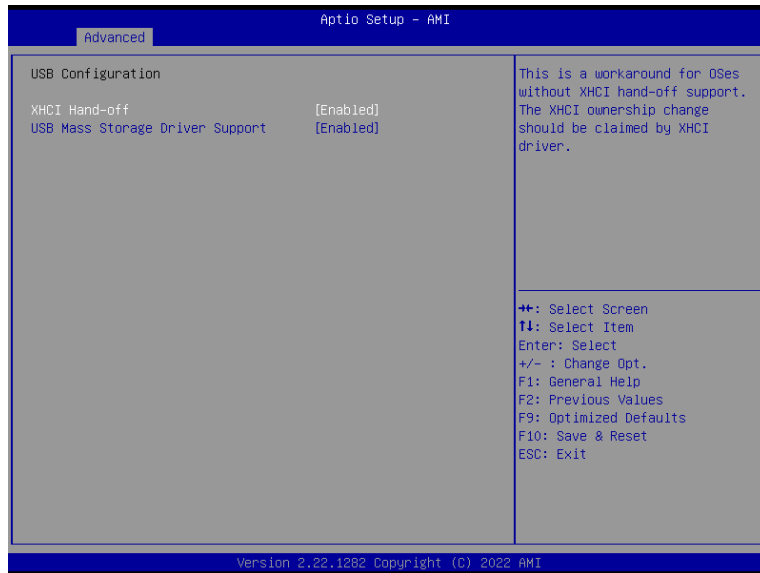 Aptio Setup – AMI
Advanced
USB Configuration
XHCI Hand-off [Enabled]
USB Mass Storage Driver Support [Enabled]
This is a workaround for OSes
without XHCI hand-off support.
The XHCI ownership change
should be claimed by XHCI
driver.
→←: Select Screen
↑↓: Select Item
Enter: Select
+/- : Change Opt.
F1: General Help
F2: Previous Values
F9: Optimized Defaults
F10: Save & Reset
ESC: Exit
Version 2.22.1282 Copyright (C) 2022 AMI